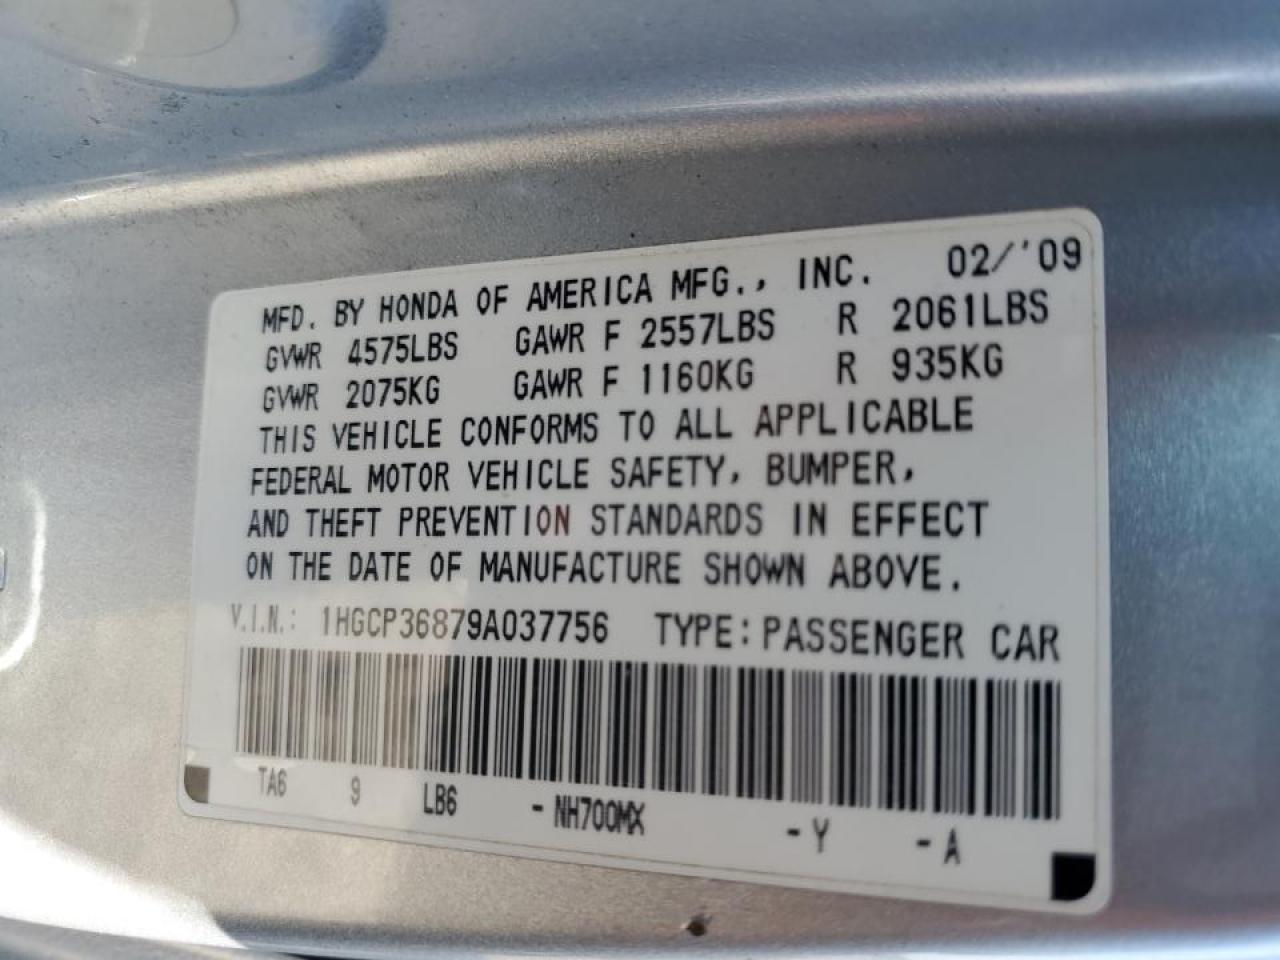 MFD. BY HONDA OF AMERICA MFG., INC. 02/'09
GVWR 4575LBS GAWR F 2557LBS R 2061LBS
GVWR 2075KG GAWR F 1160KG R 935KG
THIS VEHICLE CONFORMS TO ALL APPLICABLE
FEDERAL MOTOR VEHICLE SAFETY, BUMPER,
AND THEFT PREVENTION STANDARDS IN EFFECT
ON THE DATE OF MANUFACTURE SHOWN ABOVE.
V.I.N.: 1HGCP36879A037756 TYPE: PASSENGER CAR
TA6 9 LB6 - NH700MX - Y - A